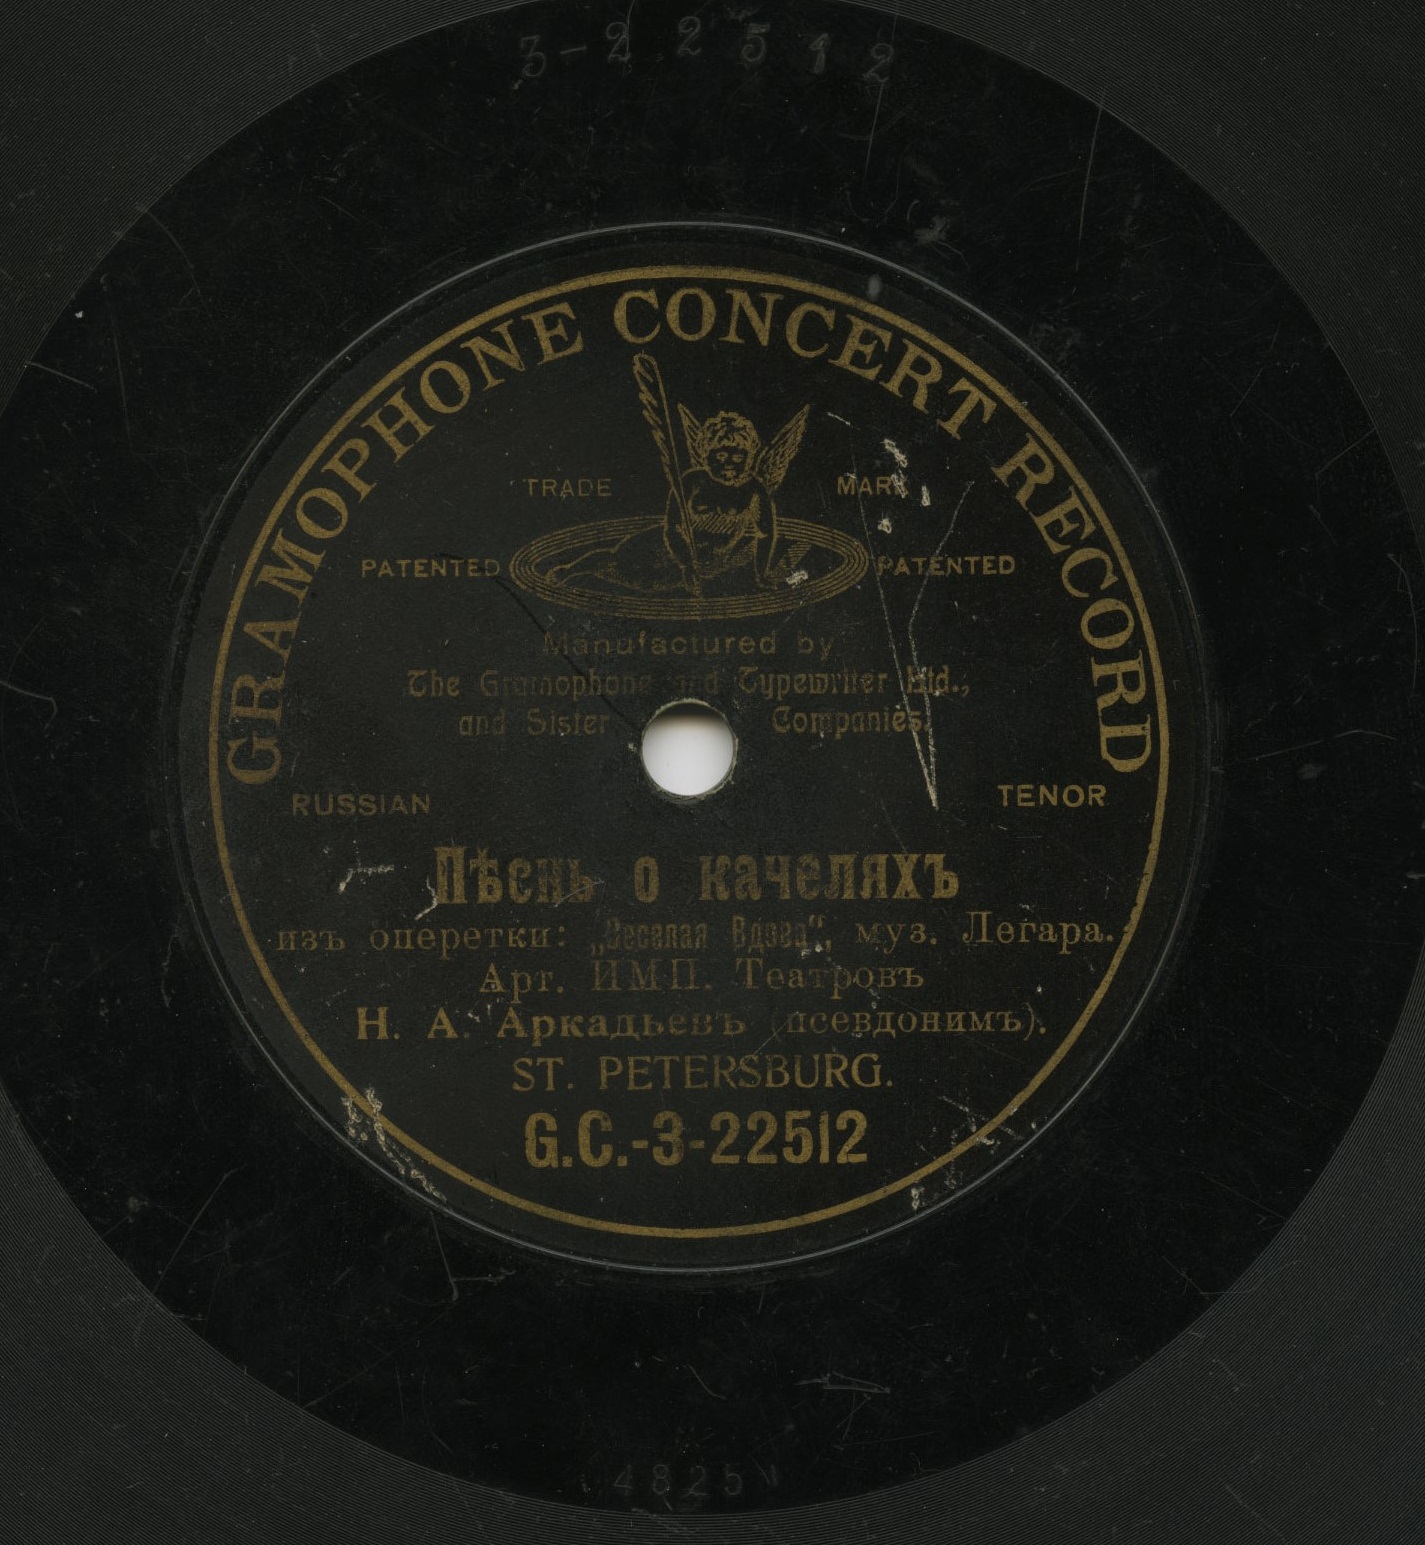 3-22512
GRAMOPHONE CONCERT RECORD
TRADE MARK
PATENTED PATENTED
Manufactured by
The Gramophone and Typewriter Ltd.,
and Sister Companies.
RUSSIAN TENOR
Пѣснь о качеляхъ
изъ оперетки: „Веселая Вдова“, муз. Легара.
Арт. ИМП. Театровъ
Н. А. Аркадьевъ (псевдонимъ).
ST. PETERSBURG.
G.C.-3-22512
4825